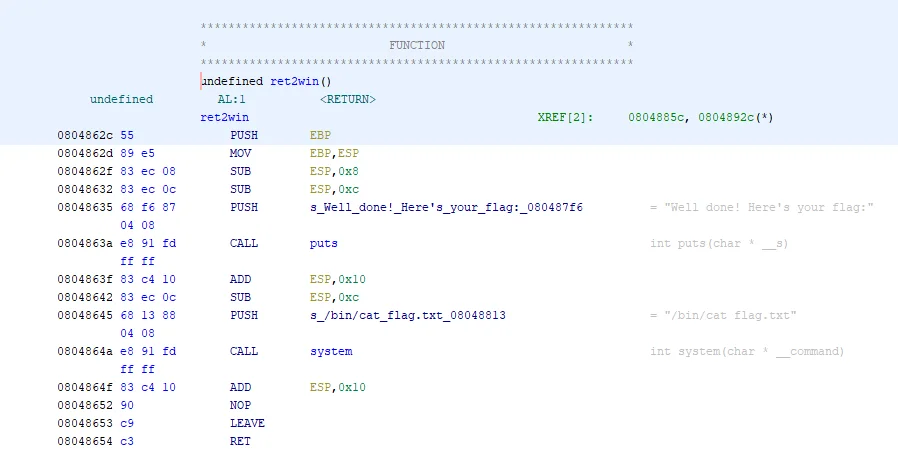 **************************************************************
* FUNCTION *
**************************************************************
undefined ret2win()
undefined AL:1 <RETURN>
ret2win XREF[2]: 0804885c, 0804892c(*)
0804862c 55 PUSH EBP
0804862d 89 e5 MOV EBP,ESP
0804862f 83 ec 08 SUB ESP,0x8
08048632 83 ec 0c SUB ESP,0xc
08048635 68 f6 87 PUSH s_Well_done!_Here's_your_flag:_080487f6 = "Well done! Here's your flag:"
04 08
0804863a e8 91 fd CALL puts int puts(char * __s)
ff ff
0804863f 83 c4 10 ADD ESP,0x10
08048642 83 ec 0c SUB ESP,0xc
08048645 68 13 88 PUSH s_/bin/cat_flag.txt_08048813 = "/bin/cat flag.txt"
04 08
0804864a e8 91 fd CALL system int system(char * __command)
ff ff
0804864f 83 c4 10 ADD ESP,0x10
08048652 90 NOP
08048653 c9 LEAVE
08048654 c3 RET